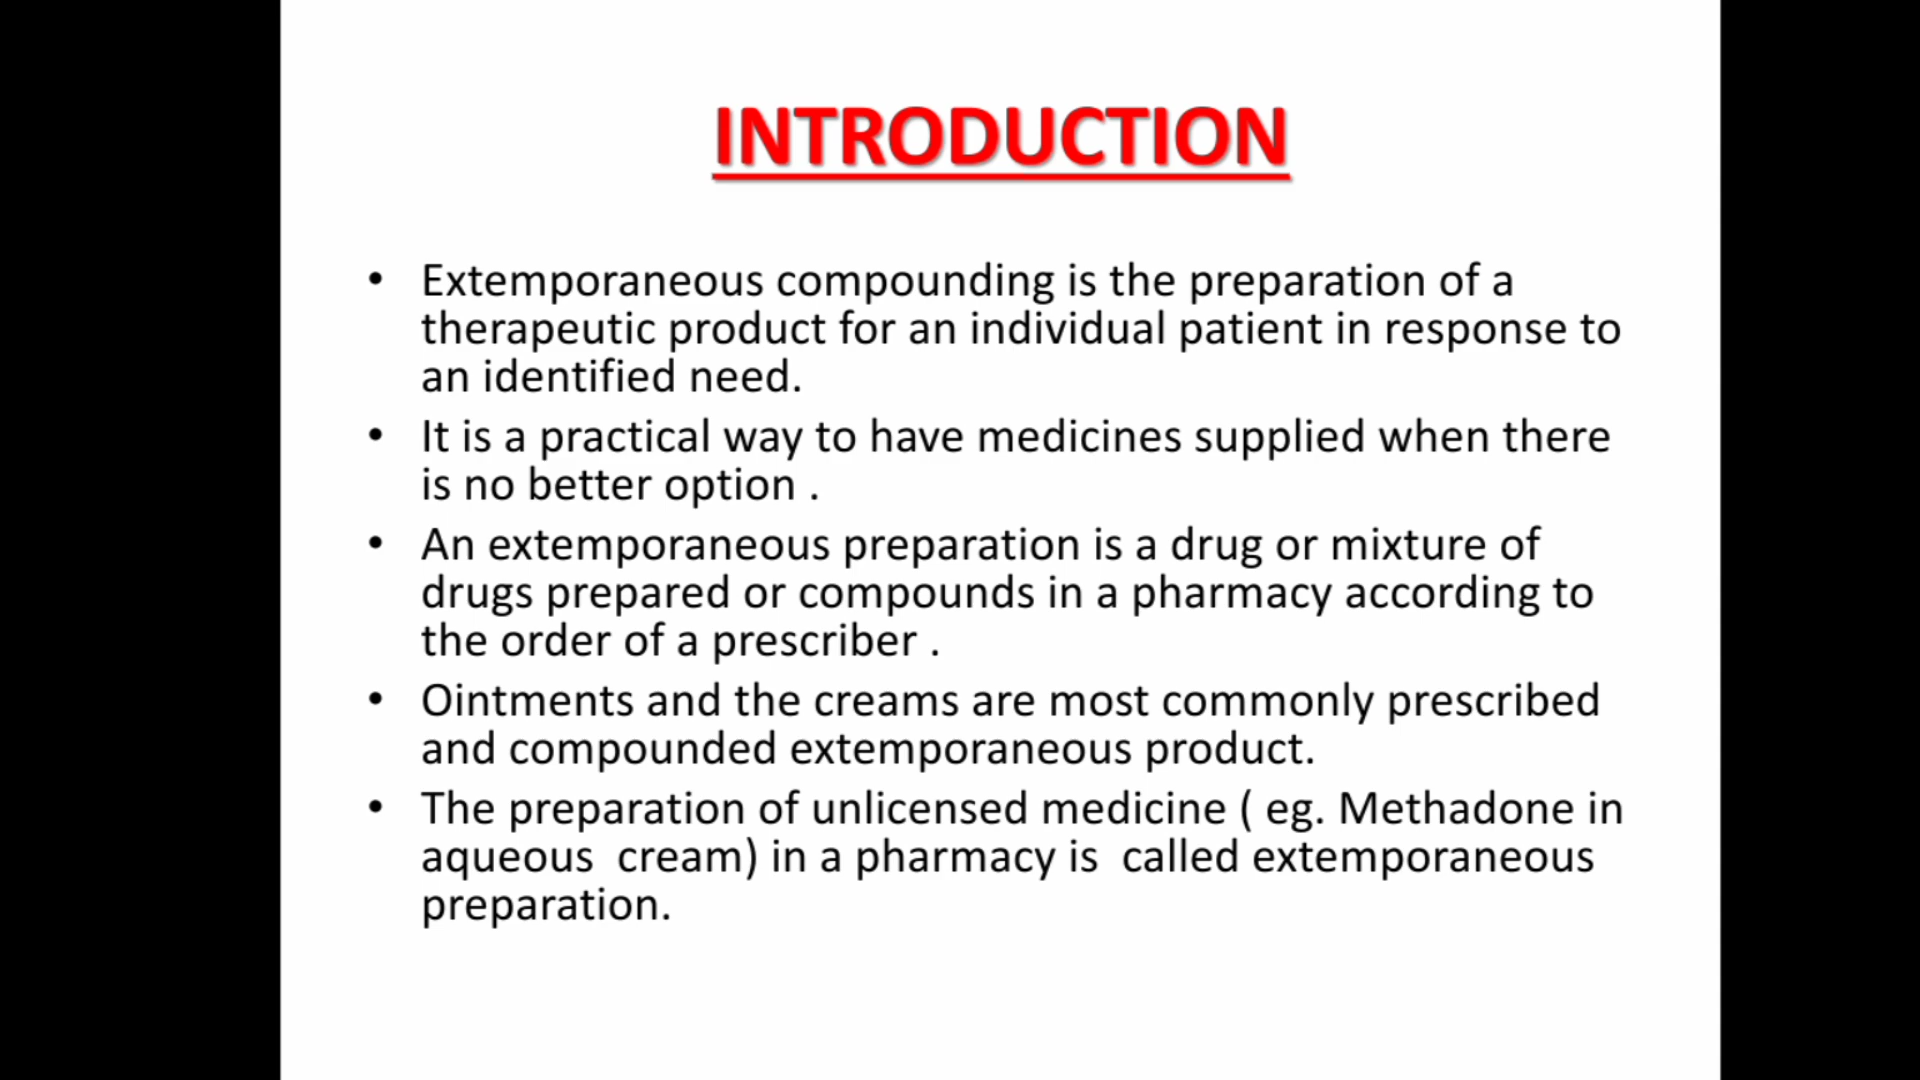 INTRODUCTION
• Extemporaneous compounding is the preparation of a
therapeutic product for an individual patient in response to
an identified need.
• It is a practical way to have medicines supplied when there
is no better option .
• An extemporaneous preparation is a drug or mixture of
drugs prepared or compounds in a pharmacy according to
the order of a prescriber .
• Ointments and the creams are most commonly prescribed
and compounded extemporaneous product.
• The preparation of unlicensed medicine ( eg. Methadone in
aqueous  cream) in a pharmacy is  called extemporaneous
preparation.